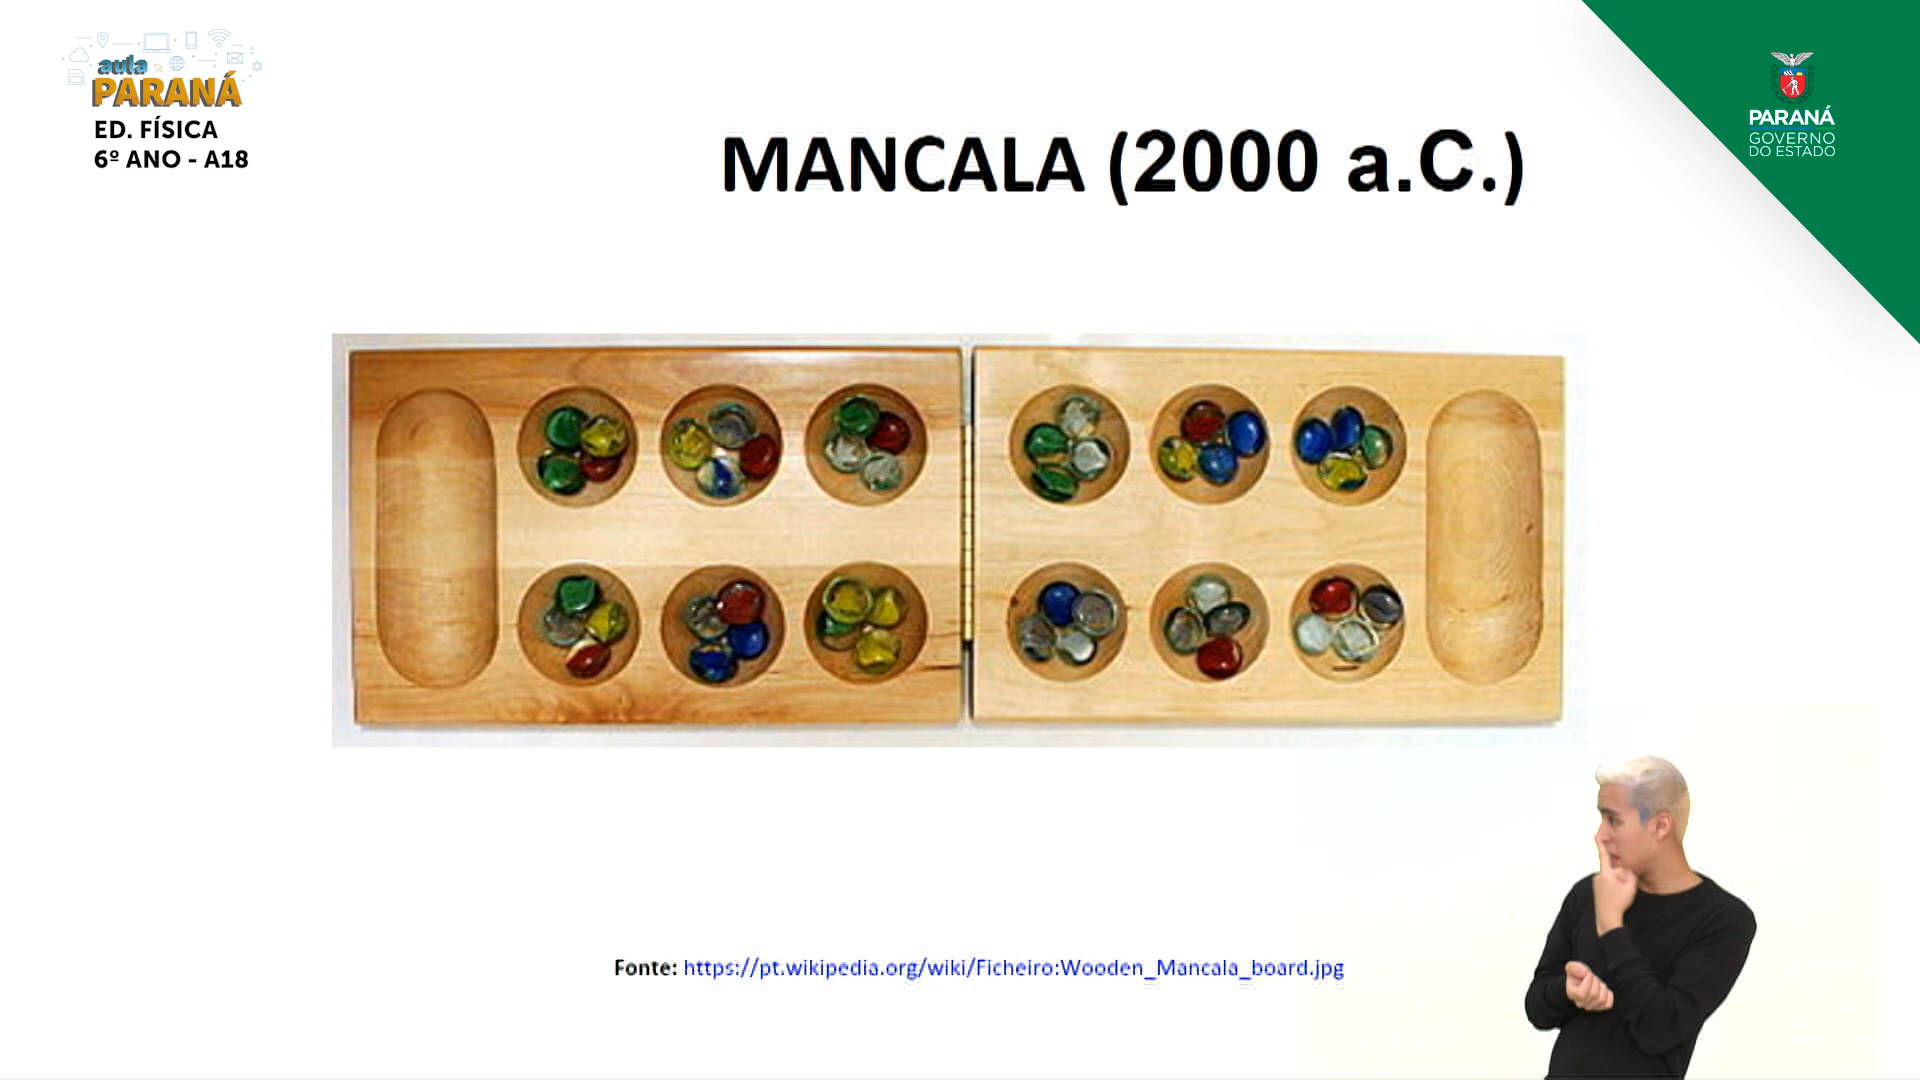 aula
PARANÁ
ED. FÍSICA
6º ANO - A18
MANCALA (2000 a.C.)
PARANÁ
GOVERNO
DO ESTADO
Fonte: https://pt.wikipedia.org/wiki/Ficheiro:Wooden_Mancala_board.jpg